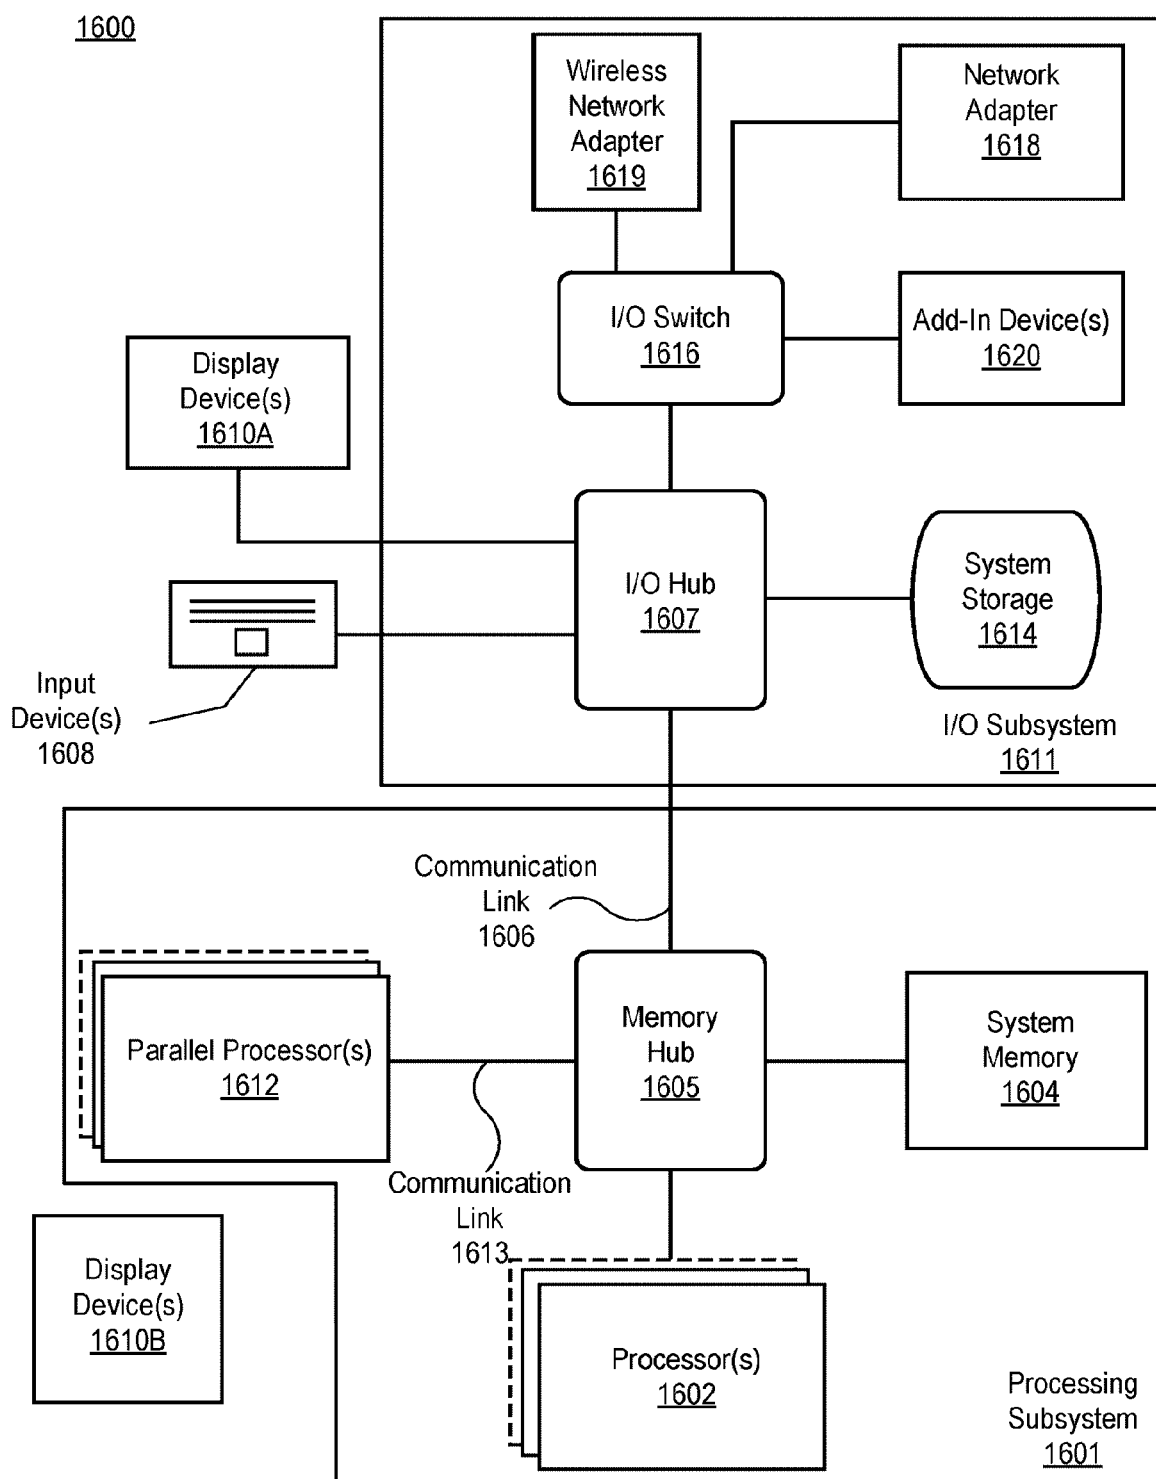 1600
Wireless
Network
Adapter
1619
Network
Adapter
1618
I/O Switch
1616
Add-In Device(s)
1620
Display
Device(s)
1610A
I/O Hub
1607
System
Storage
1614
Input
Device(s)
1608
I/O Subsystem
1611
Communication
Link
1606
Parallel Processor(s)
1612
Memory
Hub
1605
System
Memory
1604
Communication
Link
1613
Display
Device(s)
1610B
Processor(s)
1602
Processing
Subsystem
1601